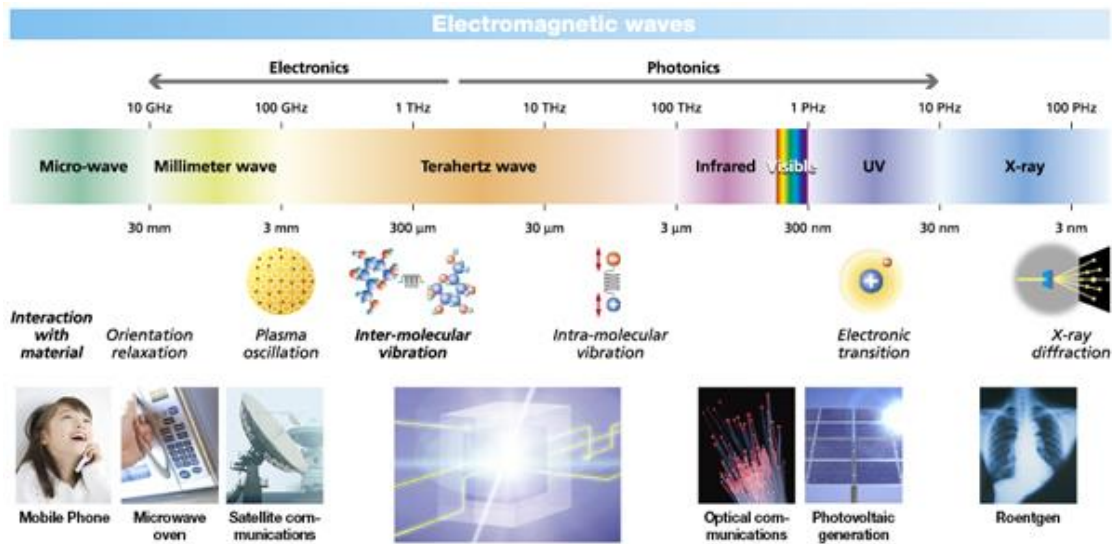 Electromagnetic waves
Electronics
Photonics
10 GHz
100 GHz
1 THz
10 THz
100 THz
1 PHz
10 PHz
100 PHz
Micro-wave
Millimeter wave
Terahertz wave
Infrared
Visible
UV
X-ray
30 mm
3 mm
300 µm
30 µm
3 µm
300 nm
30 nm
3 nm
Interaction
with
material
Orientation
relaxation
Plasma
oscillation
Inter-molecular
vibration
Intra-molecular
vibration
Electronic
transition
X-ray
diffraction
Mobile Phone
Microwave
oven
Satellite com-
munications
Optical com-
munications
Photovoltaic
generation
Roentgen